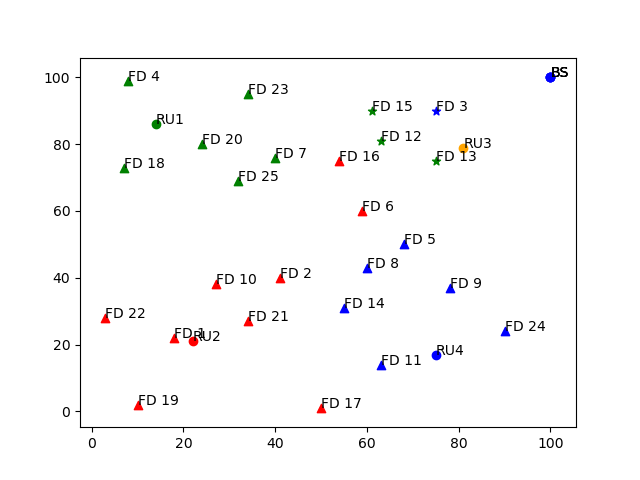 BS
FD 4
FD 23
FD 15
FD 3
RU1
FD 20
FD 12
RU3
FD 18
FD 7
FD 16
FD 13
FD 25
FD 6
FD 5
FD 8
FD 10
FD 2
FD 9
FD 22
FD 21
FD 14
FD 1
RU2
FD 24
RU4
FD 11
FD 19
FD 17
100
80
60
40
20
0
0 20 40 60 80 100